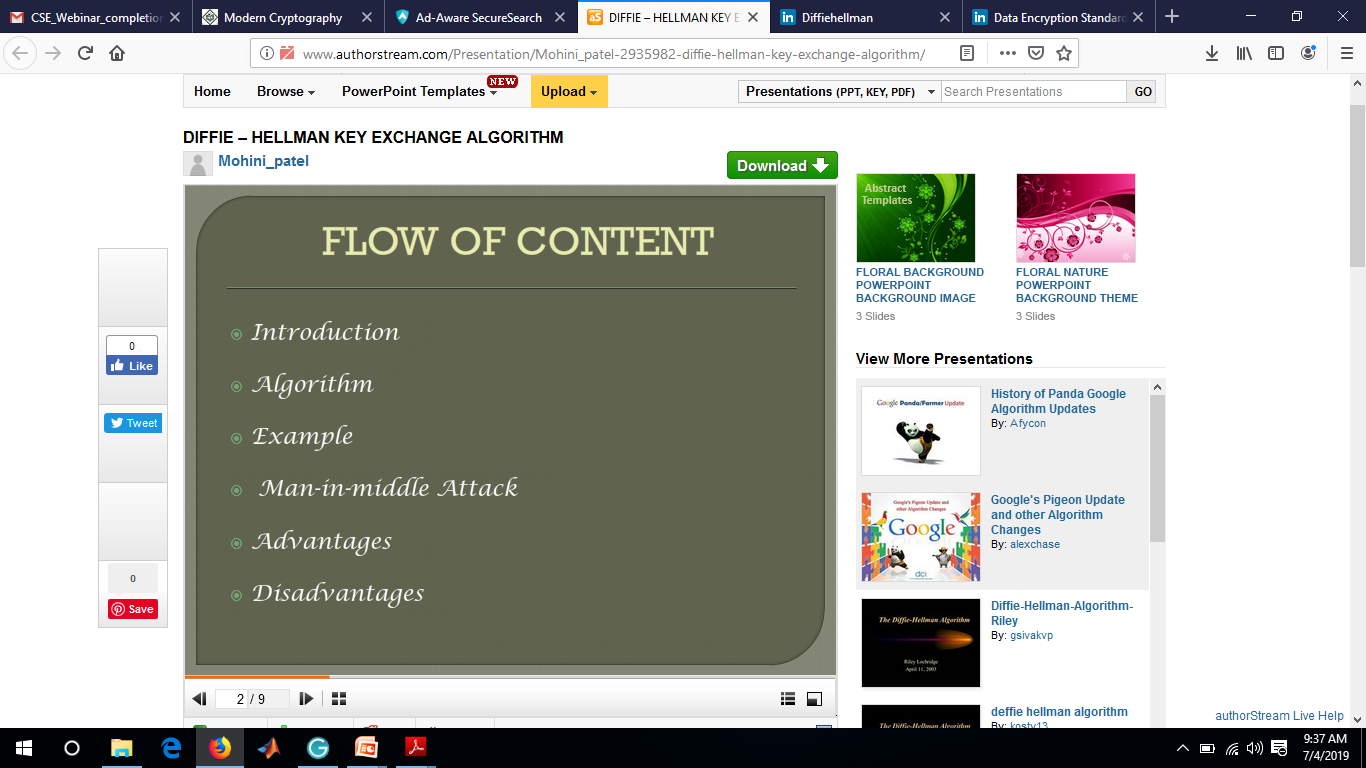 CSE_Webinar_completion
Modern Cryptography
Ad-Aware SecureSearch
DIFFIE – HELLMAN KEY E
Diffiehellman
Data Encryption Standard
www.authorstream.com/Presentation/Mohini_patel-2935982-diffie-hellman-key-exchange-algorithm/
Home Browse PowerPoint Templates NEW Upload Presentations (PPT, KEY, PDF) Search Presentations GO
DIFFIE – HELLMAN KEY EXCHANGE ALGORITHM
Mohini_patel
Download
FLOW OF CONTENT
Introduction
Algorithm
Example
Man-in-middle Attack
Advantages
Disadvantages
0
Like
Tweet
0
Save
2 / 9
Abstract
Templates
FLORAL BACKGROUND
POWERPOINT
BACKGROUND IMAGE
3 Slides
FLORAL NATURE
POWERPOINT
BACKGROUND THEME
3 Slides
View More Presentations
Google Panda/Farmer Update
History of Panda Google
Algorithm Updates
By: Afycon
Google's Pigeon Update and
other Algorithm Changes
Google
dci
Google's Pigeon Update
and other Algorithm
Changes
By: alexchase
The Diffie-Hellman Algorithm
Riley Lochridge
April 11, 2003
Diffie-Hellman-Algorithm-
Riley
By: gsivakvp
The Diffie-Hellman Algorithm
deffie hellman algorithm
By: kosty13
authorStream Live Help
9:37 AM
7/4/2019